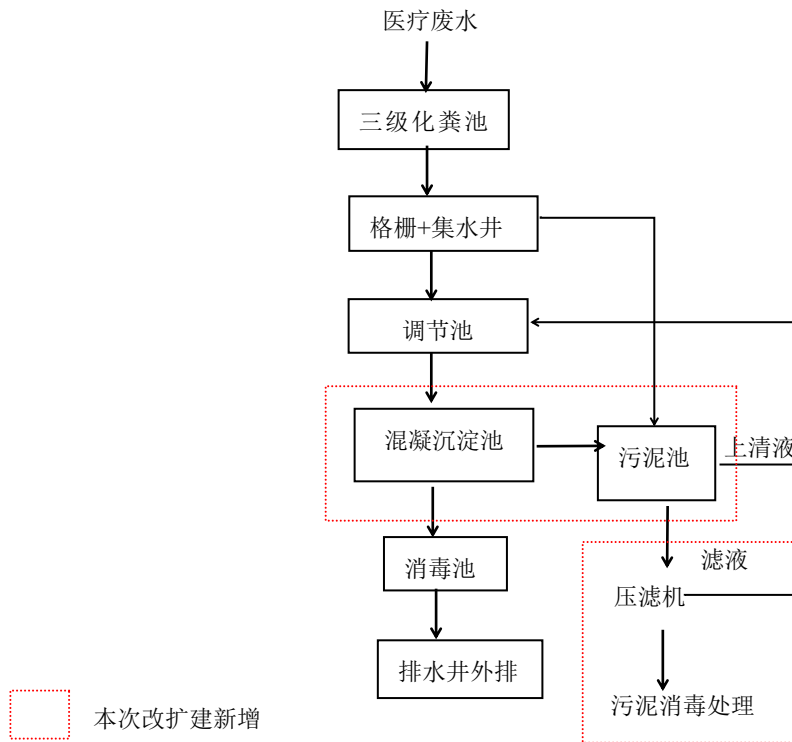 医疗废水
三级化粪池
格栅+集水井
调节池
混凝沉淀池
污泥池
上清液
消毒池
滤液
压滤机
排水井外排
污泥消毒处理
本次改扩建新增